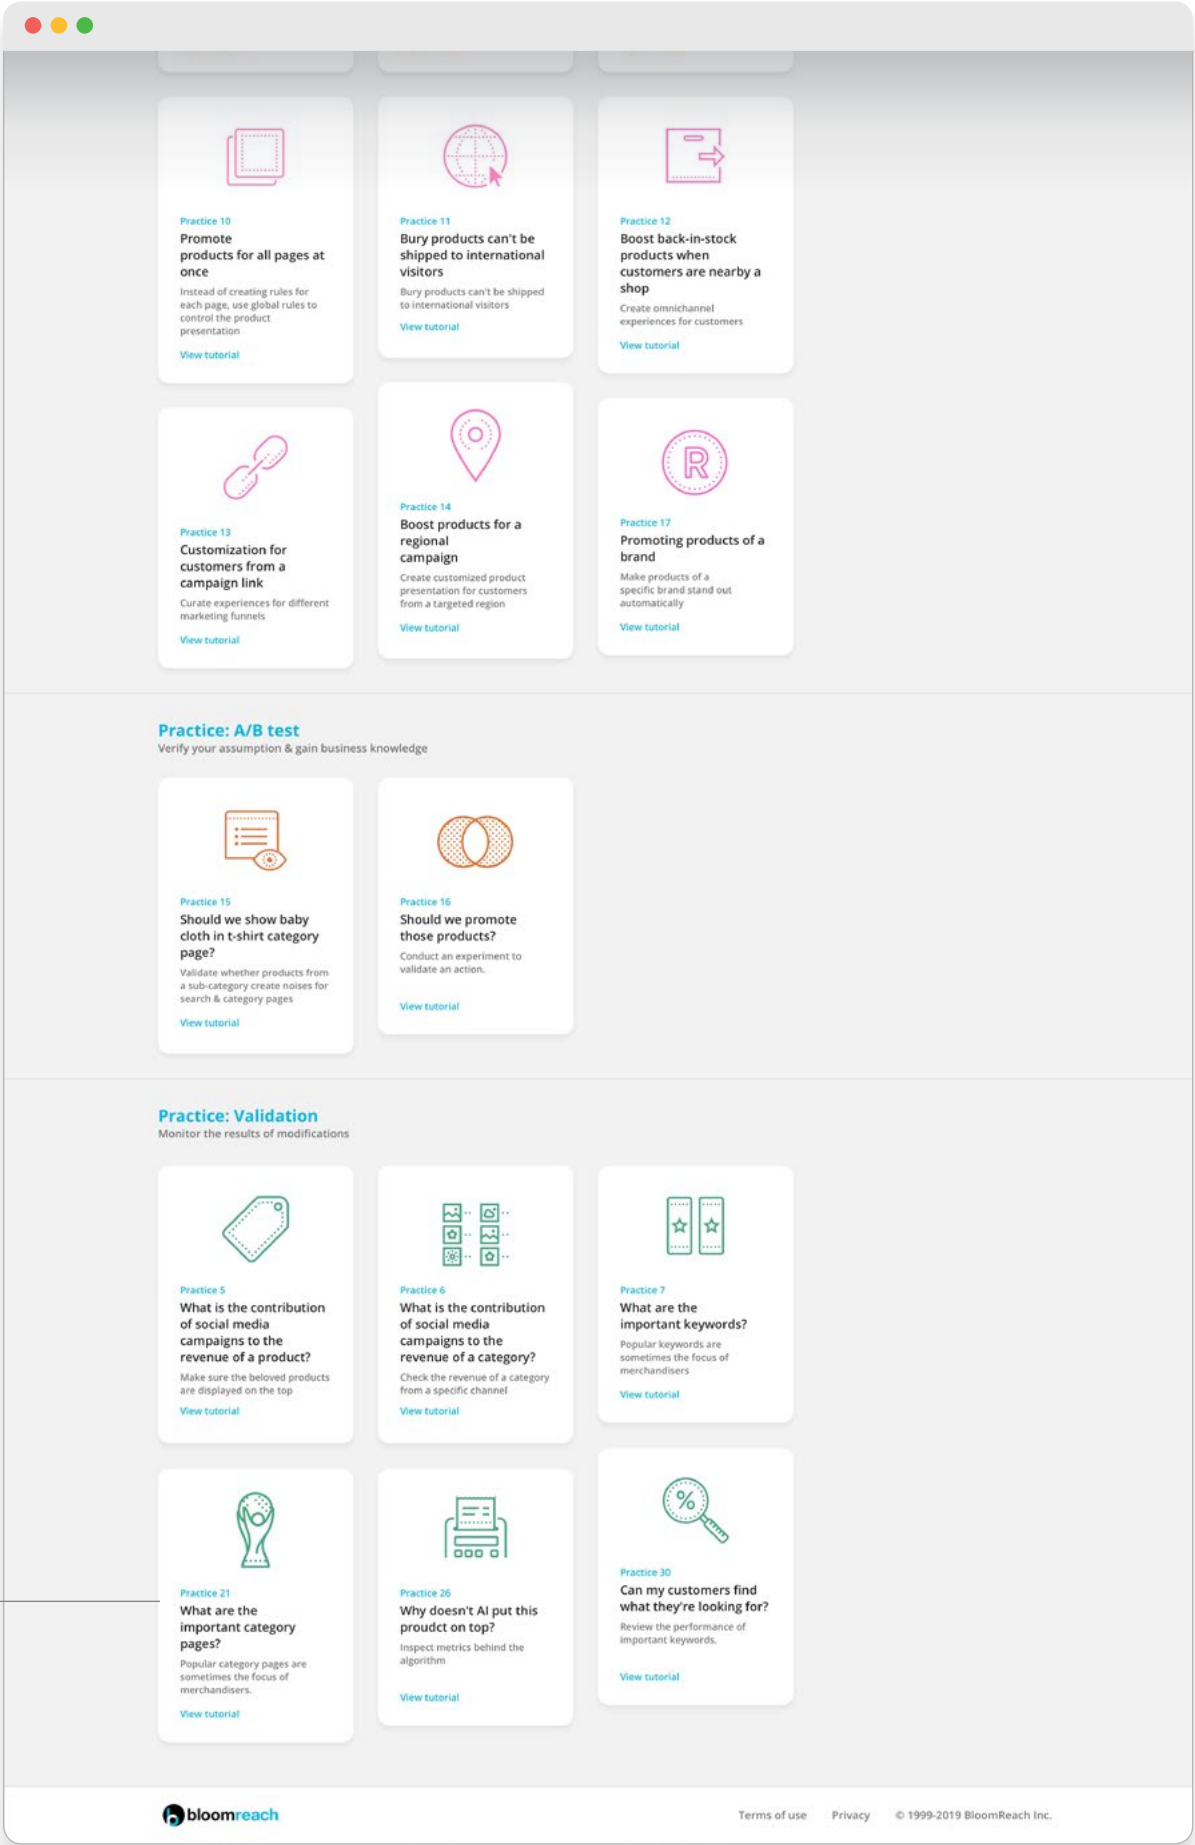 Practice 10
Promote
products for all pages at
once
Instead of creating rules for
each page, use global rules to
control the product
presentation
View tutorial
Practice 11
Bury products can't be
shipped to international
visitors
Bury products can't be shipped
to international visitors
View tutorial
Practice 12
Boost back-in-stock
products when
customers are nearby a
shop
Create omnichannel
experiences for customers
View tutorial
Practice 13
Customization for
customers from a
campaign link
Curate experiences for different
marketing funnels
View tutorial
Practice 14
Boost products for a
regional
campaign
Create customized product
presentation for customers
from a targeted region
View tutorial
R
Practice 17
Promoting products of a
brand
Make products of a
specific brand stand out
automatically
View tutorial
Practice: A/B test
Verify your assumption & gain business knowledge
Practice 15
Should we show baby
cloth in t-shirt category
page?
Validate whether products from
a sub-category create noises for
search & category pages
View tutorial
Practice 16
Should we promote
those products?
Conduct an experiment to
validate an action.
View tutorial
Practice: Validation
Monitor the results of modifications
Practice 5
What is the contribution
of social media
campaigns to the
revenue of a product?
Make sure the beloved products
are displayed on the top
View tutorial
Practice 6
What is the contribution
of social media
campaigns to the
revenue of a category?
Check the revenue of a category
from a specific channel
View tutorial
Practice 7
What are the
important keywords?
Popular keywords are
sometimes the focus of
merchandisers
View tutorial
Practice 21
What are the
important category
pages?
Popular category pages are
sometimes the focus of
merchandisers.
View tutorial
Practice 26
Why doesn't AI put this
proudct on top?
Inspect metrics behind the
algorithm
View tutorial
%
Practice 30
Can my customers find
what they're looking for?
Review the performance of
important keywords.
View tutorial
bloomreach
Terms of use Privacy © 1999-2019 BloomReach Inc.